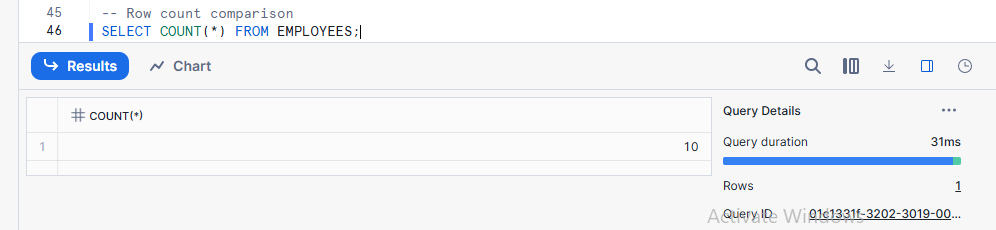 45 -- Row count comparison
46 SELECT COUNT(*) FROM EMPLOYEES;
Results Chart
COUNT(*)
1 10
Query Details ...
Query duration 31ms
Rows 1
Query ID 01c1331f-3202-3019-00...
Activate Windows